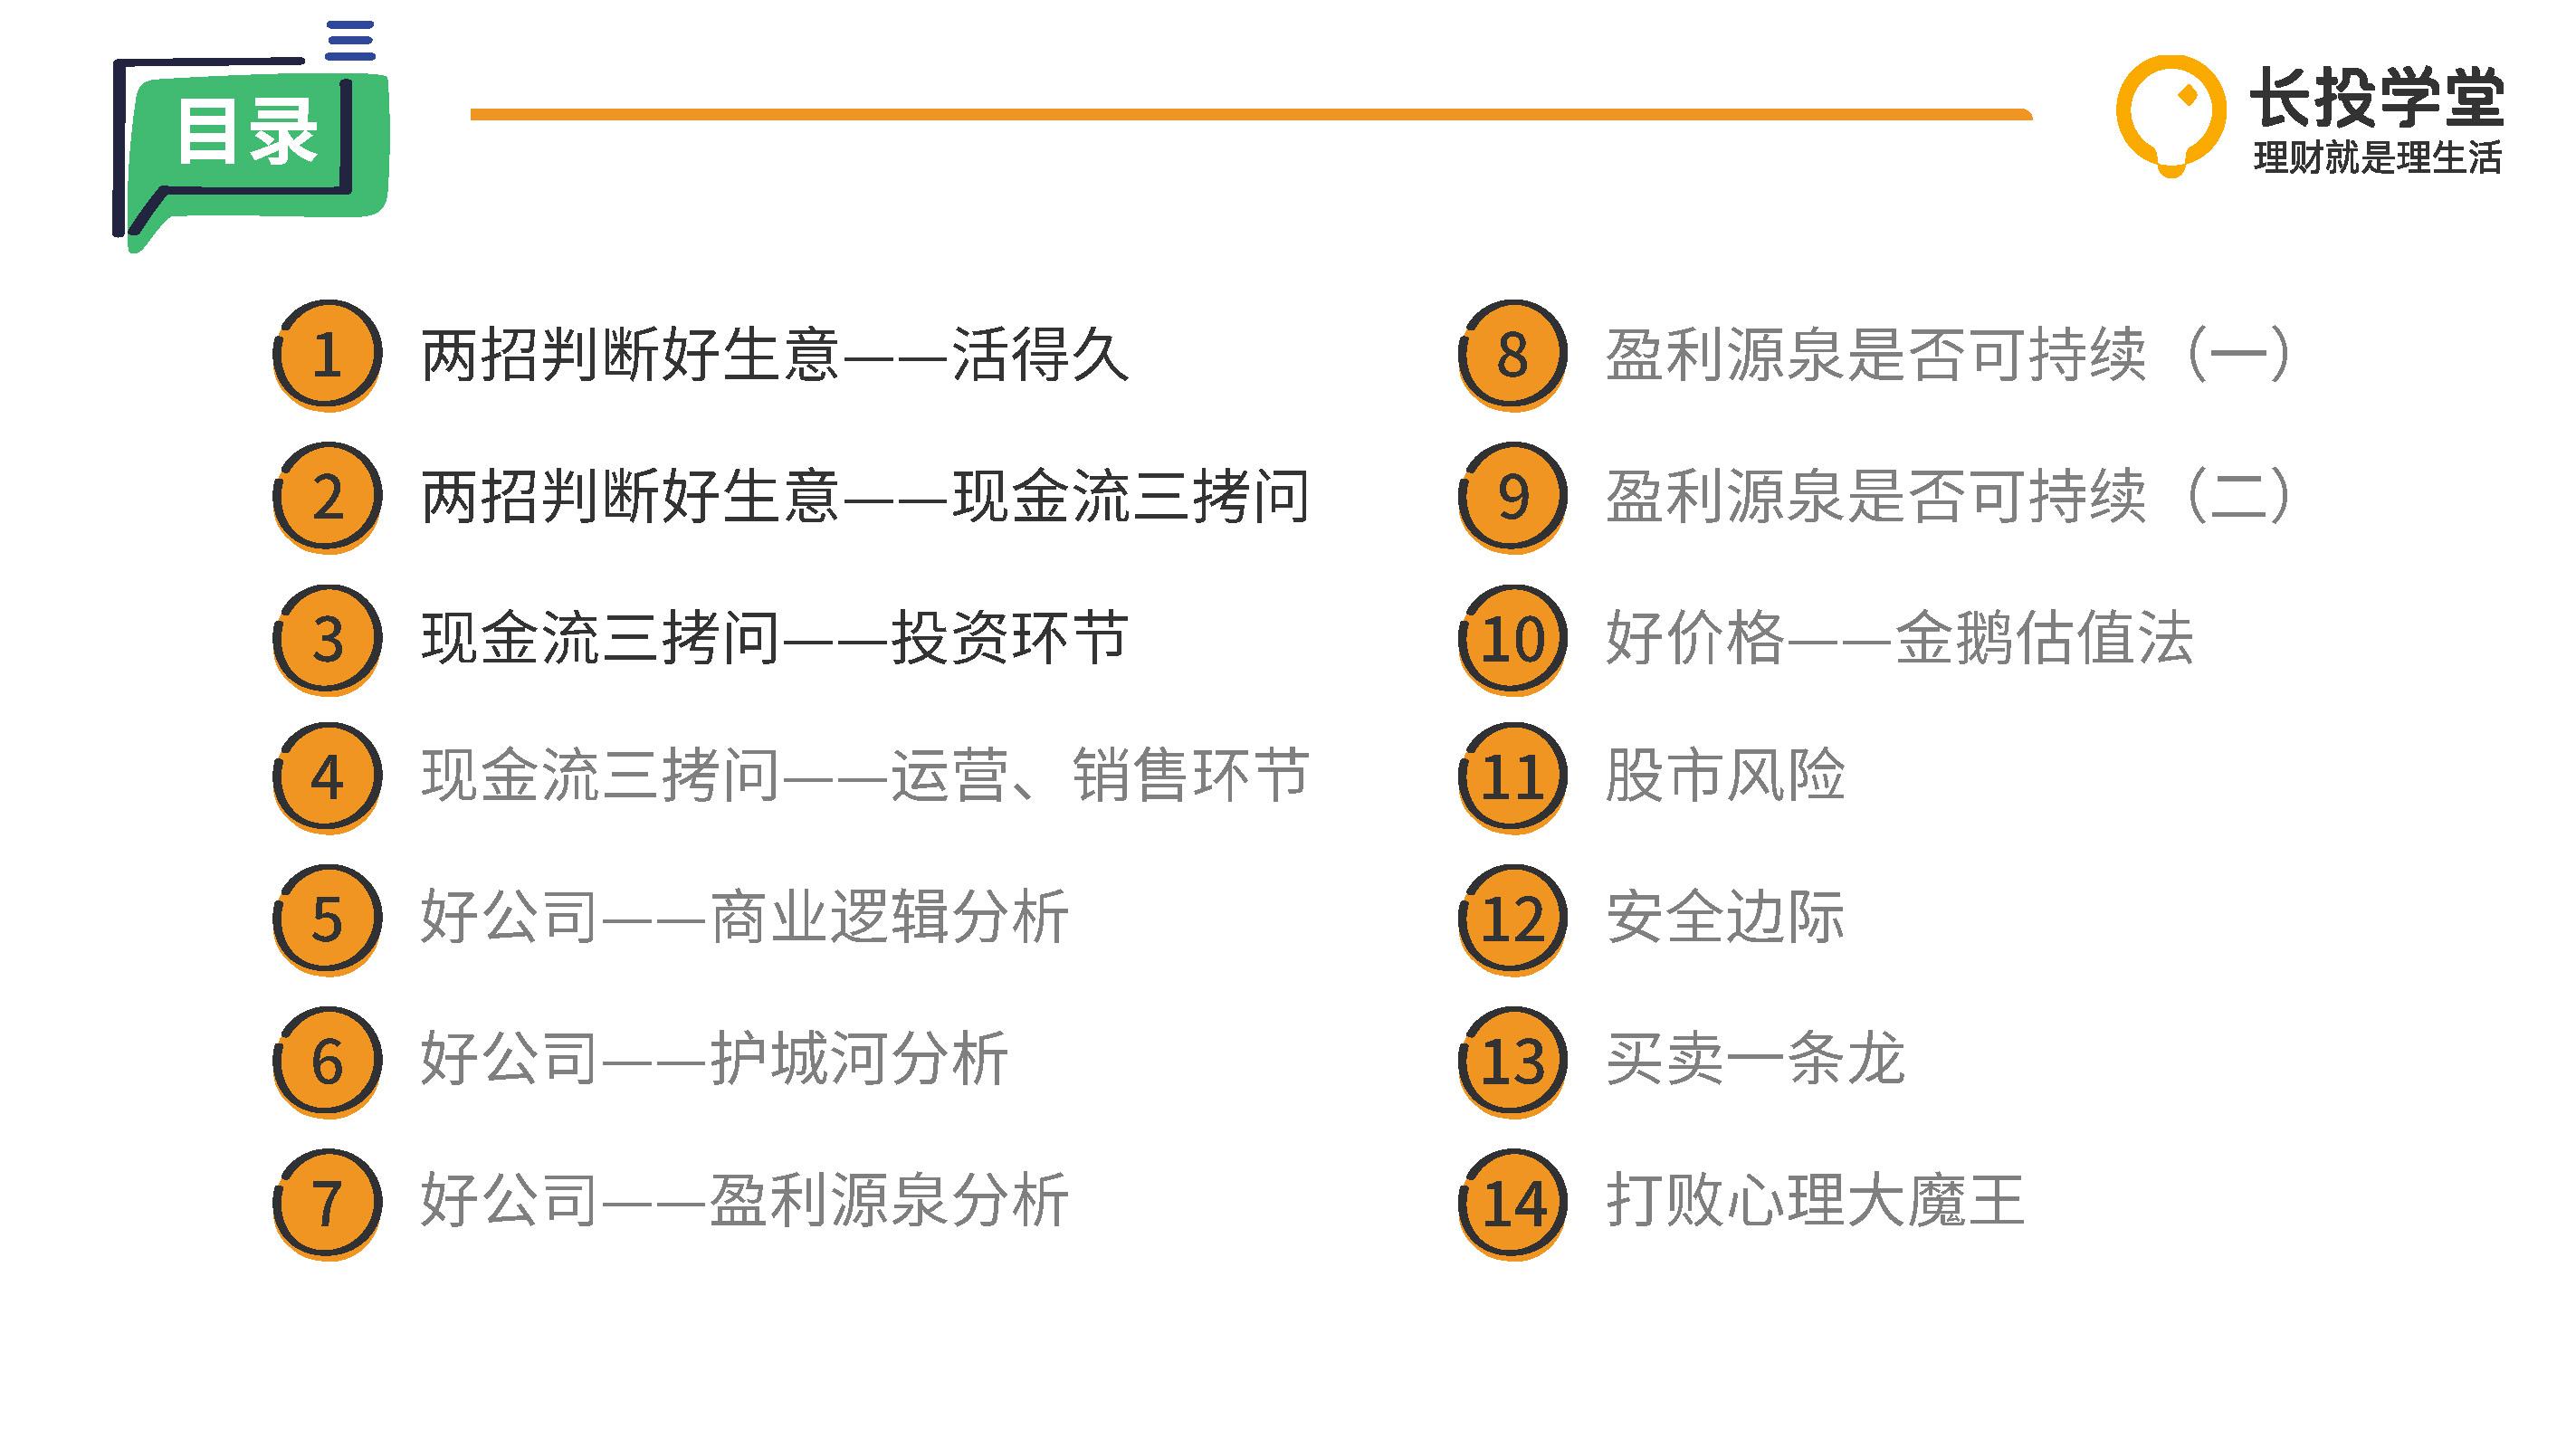 目录
长投学堂
理财就是理生活
1 两招判断好生意——活得久
2 两招判断好生意——现金流三拷问
3 现金流三拷问——投资环节
4 现金流三拷问——运营、销售环节
5 好公司——商业逻辑分析
6 好公司——护城河分析
7 好公司——盈利源泉分析
8 盈利源泉是否可持续（一）
9 盈利源泉是否可持续（二）
10 好价格——金鹅估值法
11 股市风险
12 安全边际
13 买卖一条龙
14 打败心理大魔王